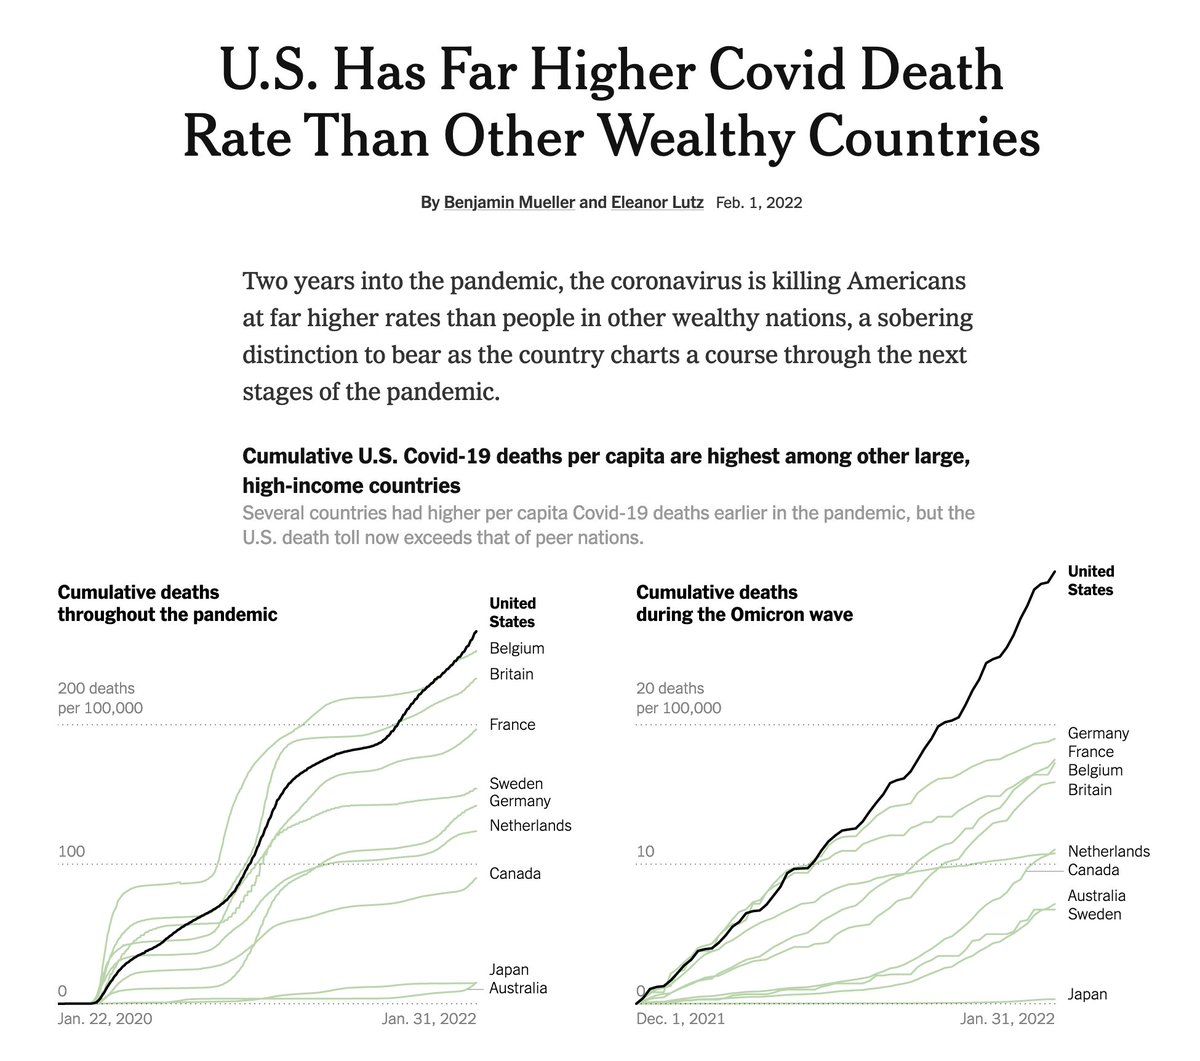 U.S. Has Far Higher Covid Death
Rate Than Other Wealthy Countries
By Benjamin Mueller and Eleanor Lutz Feb. 1, 2022
Two years into the pandemic, the coronavirus is killing Americans
at far higher rates than people in other wealthy nations, a sobering
distinction to bear as the country charts a course through the next
stages of the pandemic.
Cumulative U.S. Covid-19 deaths per capita are highest among other large,
high-income countries
Several countries had higher per capita Covid-19 deaths earlier in the pandemic, but the
U.S. death toll now exceeds that of peer nations.
Cumulative deaths
throughout the pandemic
United
States
Belgium
Britain
200 deaths
per 100,000
France
Sweden
Germany
Netherlands
100
Canada
Japan
Australia
0
Jan. 22, 2020
Jan. 31, 2022
Cumulative deaths
during the Omicron wave
United
States
20 deaths
per 100,000
Germany
France
Belgium
Britain
10
Netherlands
Canada
Australia
Sweden
0
Japan
Dec. 1, 2021
Jan. 31, 2022